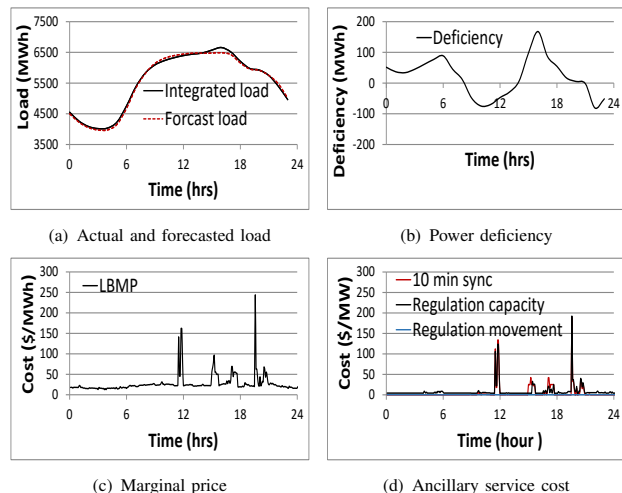 7500
6500
5500
4500
3500
Load (MWh)
Integrated load
Forcast load
0 6 12 18 24
Time (hrs)
(a) Actual and forecasted load
200
100
0
-100
-200
Deficiency (MWh)
Deficiency
0 6 12 18 24
Time (hrs)
(b) Power deficiency
300
250
200
150
100
50
0
Cost ($/MWh)
LBMP
0 6 12 18 24
Time (hrs)
(c) Marginal price
300
250
200
150
100
50
0
Cost ($/MW)
10 min sync
Regulation capacity
Regulation movement
0 6 12 18 24
Time (hour )
(d) Ancillary service cost